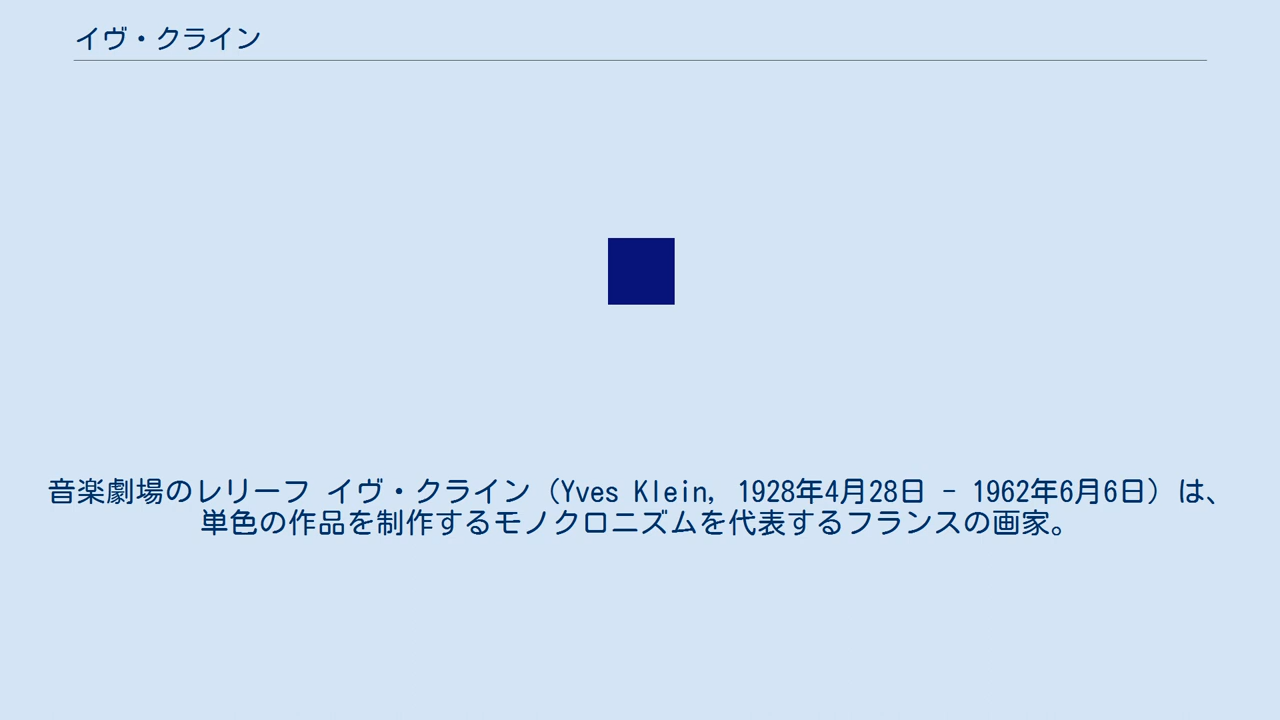 イヴ・クライン
音楽劇場のレリーフ イヴ・クライン（Yves Klein, 1928年4月28日 - 1962年6月6日）は、
単色の作品を制作するモノクロニズムを代表するフランスの画家。